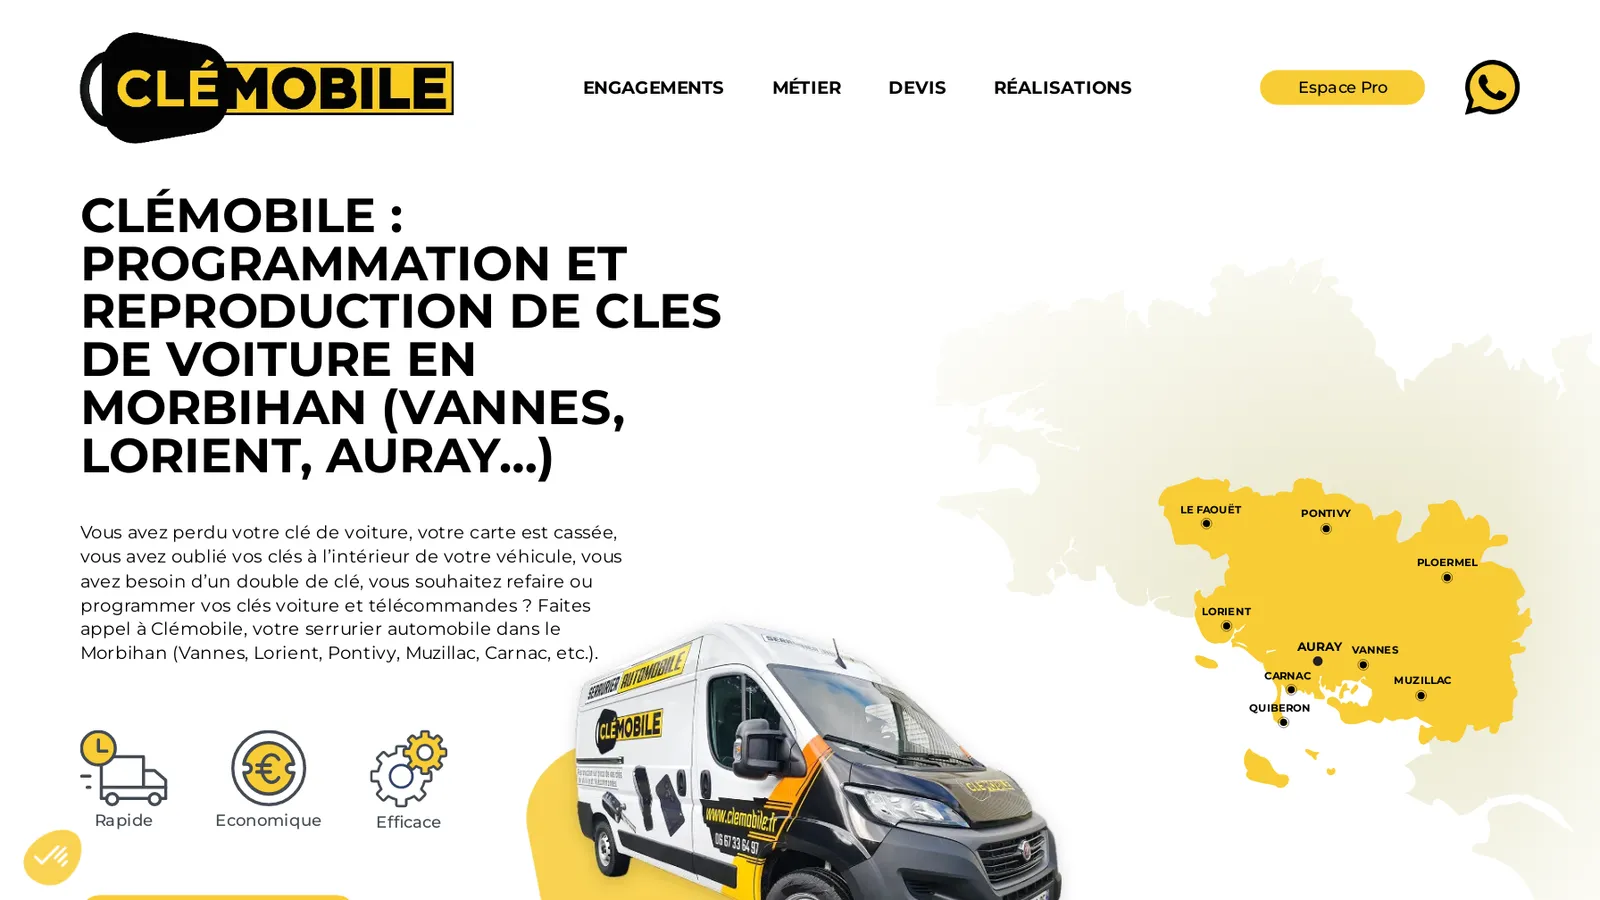 CLÉMOBILE
ENGAGEMENTS
MÉTIER
DEVIS
RÉALISATIONS
Espace Pro
CLÉMOBILE :
PROGRAMMATION ET
REPRODUCTION DE CLES
DE VOITURE EN
MORBIHAN (VANNES,
LORIENT, AURAY...)
Vous avez perdu votre clé de voiture, votre carte est cassée,
vous avez oublié vos clés à l’intérieur de votre véhicule, vous
avez besoin d’un double de clé, vous souhaitez refaire ou
programmer vos clés voiture et télécommandes ? Faites
appel à Clémobile, votre serrurier automobile dans le
Morbihan (Vannes, Lorient, Pontivy, Muzillac, Carnac, etc.).
Rapide
Economique
Efficace
SERRURIER AUTOMOBILE
CLÉMOBILE
www.clemobile.fr
06 67 33 64 97
LE FAOUËT
PONTIVY
PLOERMEL
LORIENT
AURAY
VANNES
CARNAC
MUZILLAC
QUIBERON